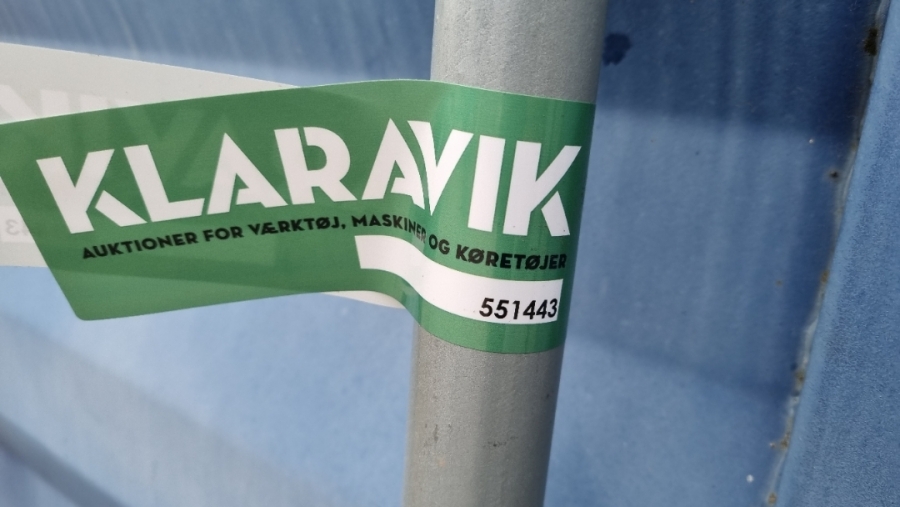 KLARAVIK
AUKTIONER FOR VÆRKTØJ, MASKINER OG KØRETØJER
551443